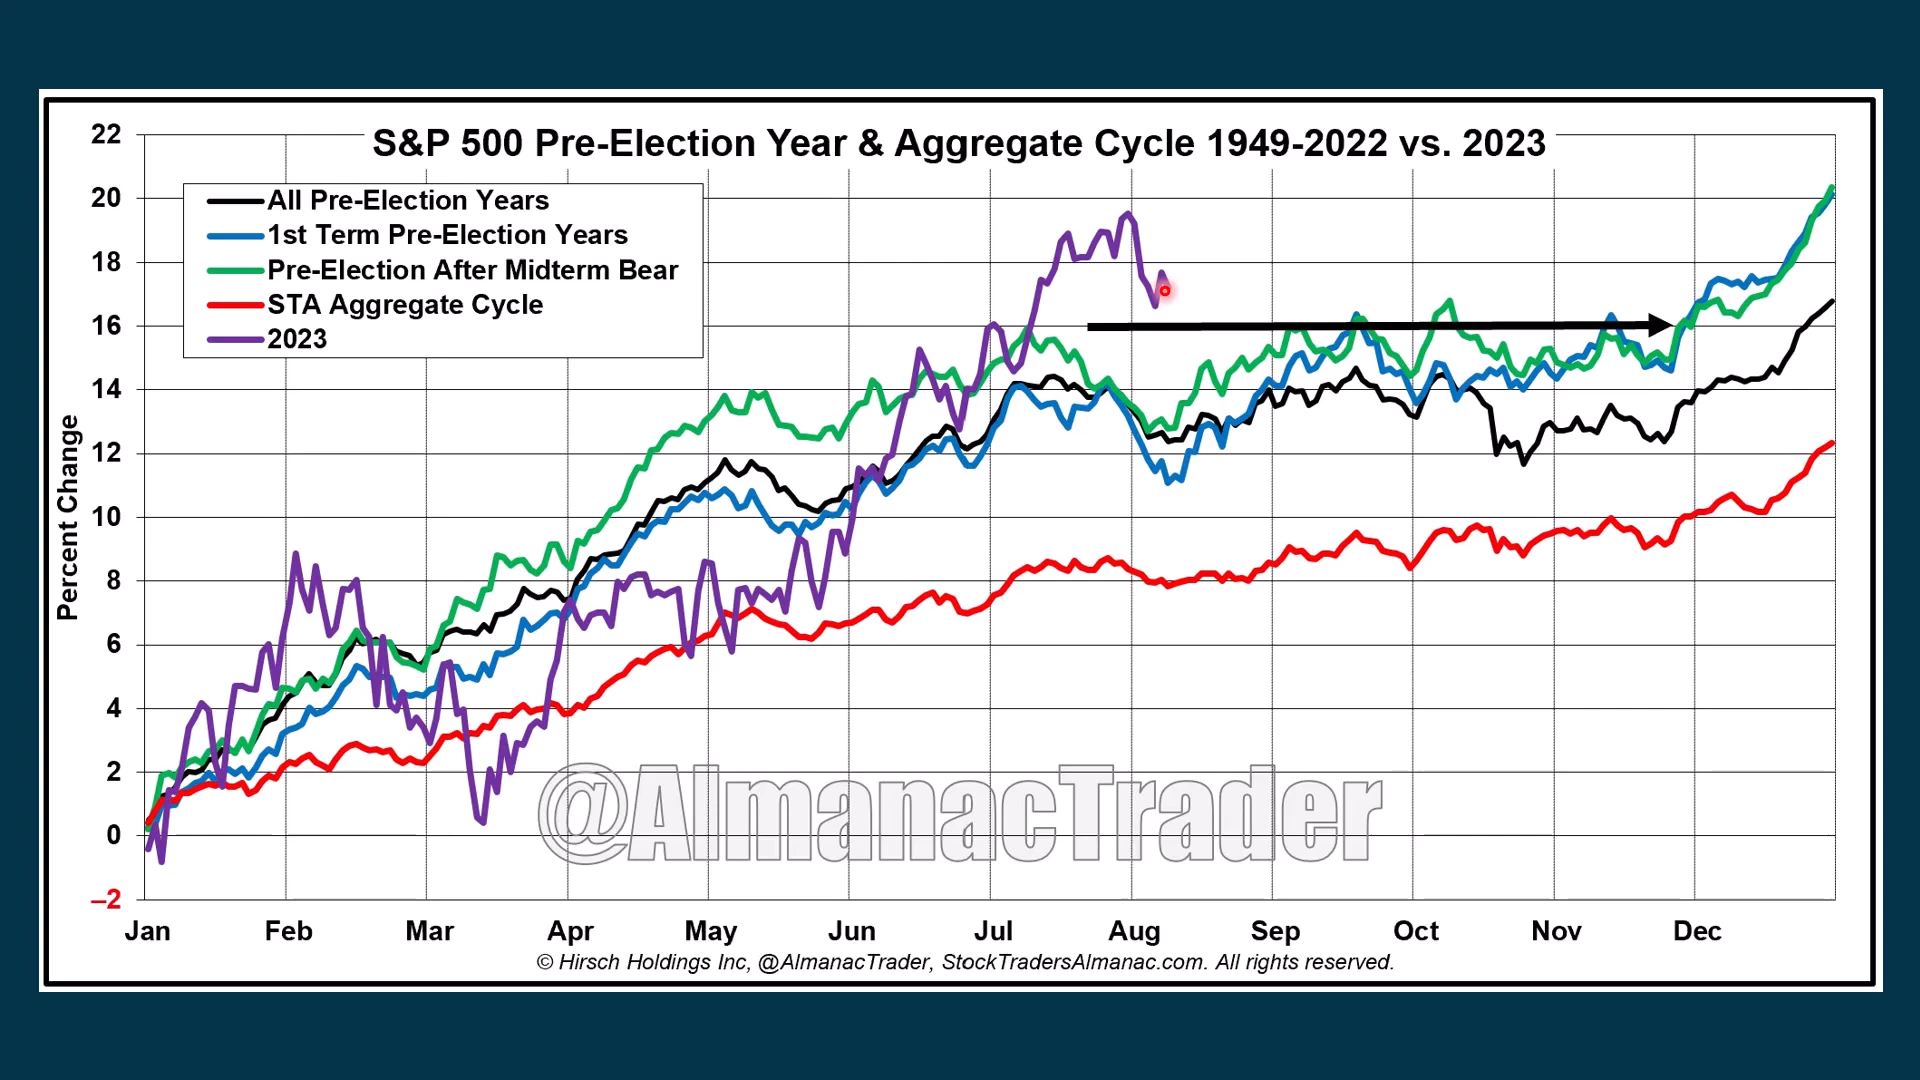 S&P 500 Pre-Election Year & Aggregate Cycle 1949-2022 vs. 2023
All Pre-Election Years
1st Term Pre-Election Years
Pre-Election After Midterm Bear
STA Aggregate Cycle
2023
Percent Change
22
20
18
16
14
12
10
8
6
4
2
0
–2
@AlmanacTrader
Jan Feb Mar Apr May Jun Jul Aug Sep Oct Nov Dec
© Hirsch Holdings Inc, @AlmanacTrader, StockTradersAlmanac.com. All rights reserved.